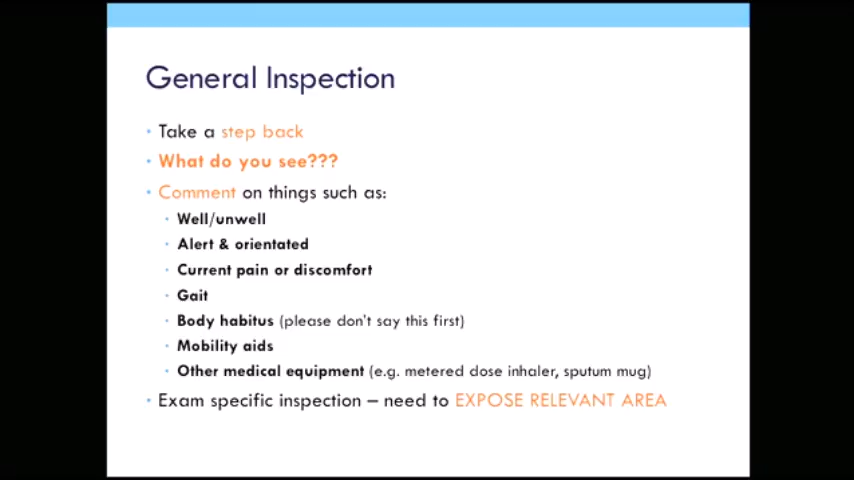 General Inspection
• Take a step back
• What do you see???
• Comment on things such as:
• Well/unwell
• Alert & orientated
• Current pain or discomfort
• Gait
• Body habitus (please don't say this first)
• Mobility aids
• Other medical equipment (e.g. metered dose inhaler, sputum mug)
• Exam specific inspection – need to EXPOSE RELEVANT AREA